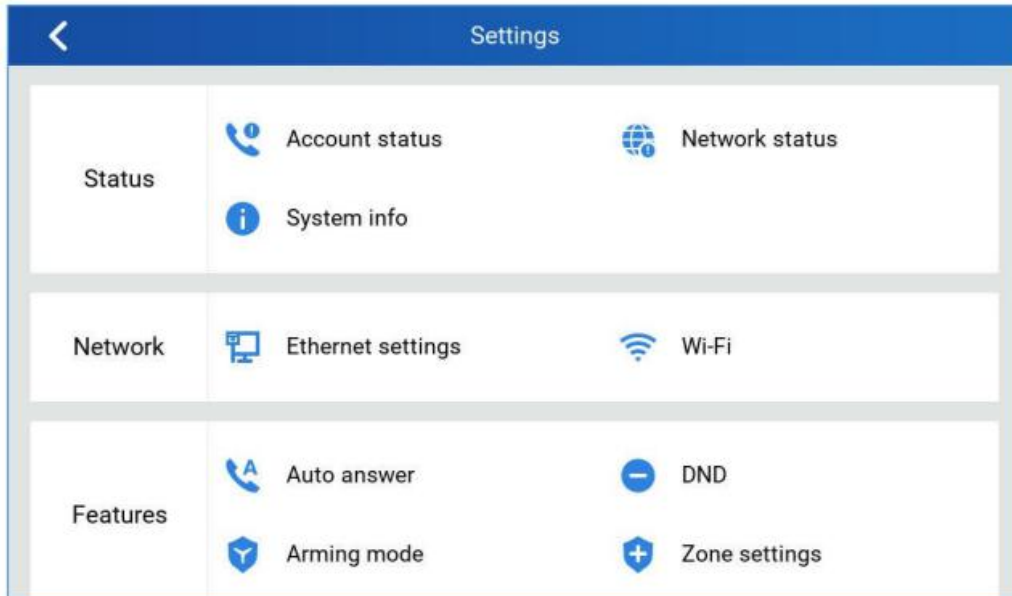 Settings
Status
Account status
Network status
System info
Network
Ethernet settings
Wi-Fi
Features
Auto answer
DND
Arming mode
Zone settings